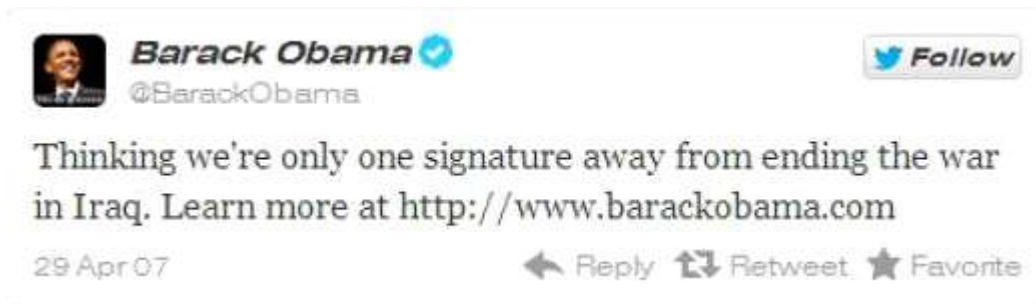 Barack Obama
Follow
@BarackObama
Thinking we're only one signature away from ending the war
in Iraq. Learn more at http://www.barackobama.com
29 Apr 07 Reply Retweet Favorite